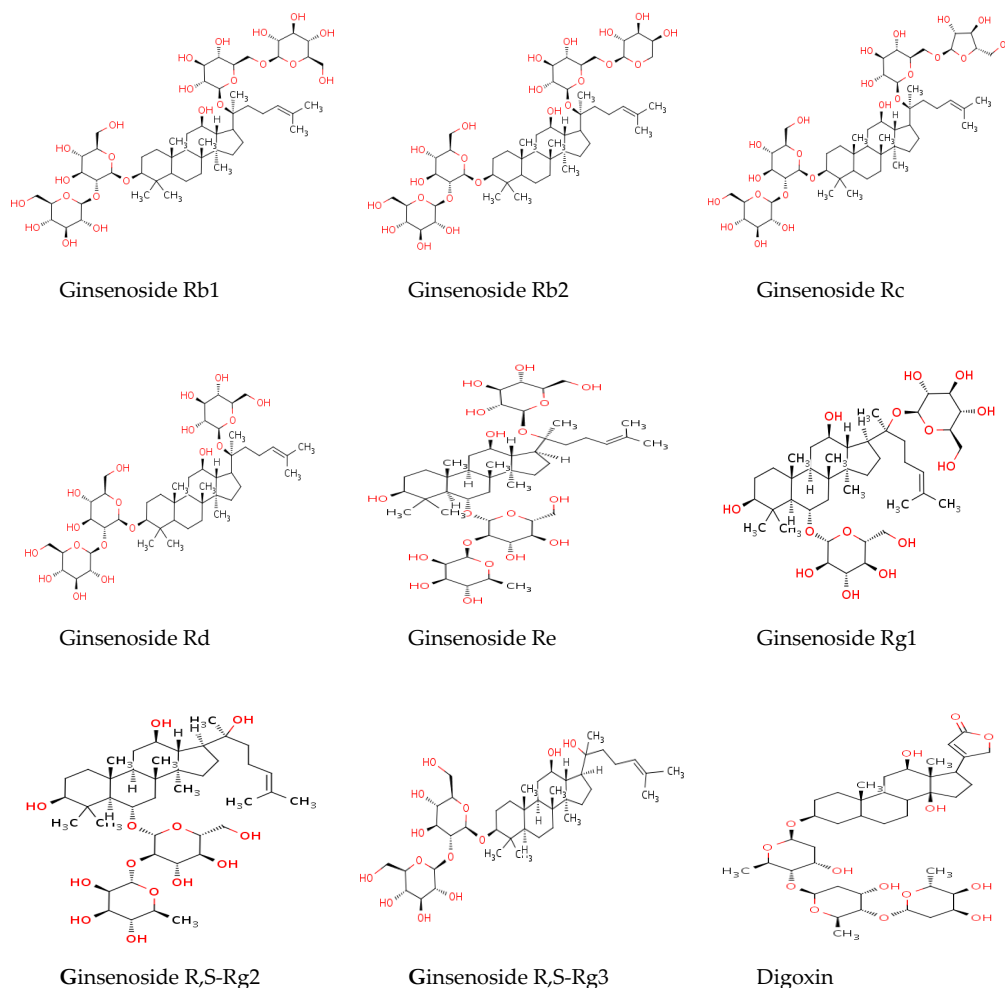 Ginsenoside Rb1
Ginsenoside Rb2
Ginsenoside Rc
Ginsenoside Rd
Ginsenoside Re
Ginsenoside Rg1
Ginsenoside R,S-Rg2
Ginsenoside R,S-Rg3
Digoxin